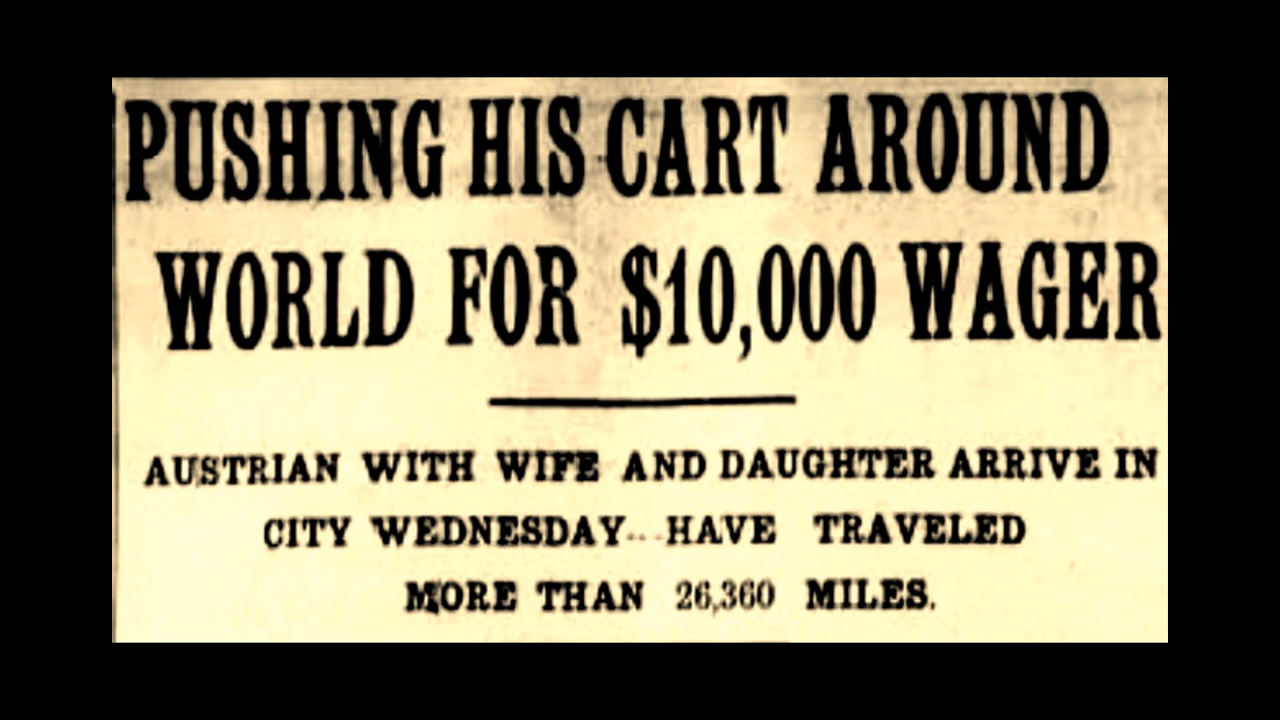 PUSHING HIS CART AROUND
WORLD FOR $10,000 WAGER
AUSTRIAN WITH WIFE AND DAUGHTER ARRIVE IN
CITY WEDNESDAY--HAVE TRAVELED
MORE THAN 26,360 MILES.